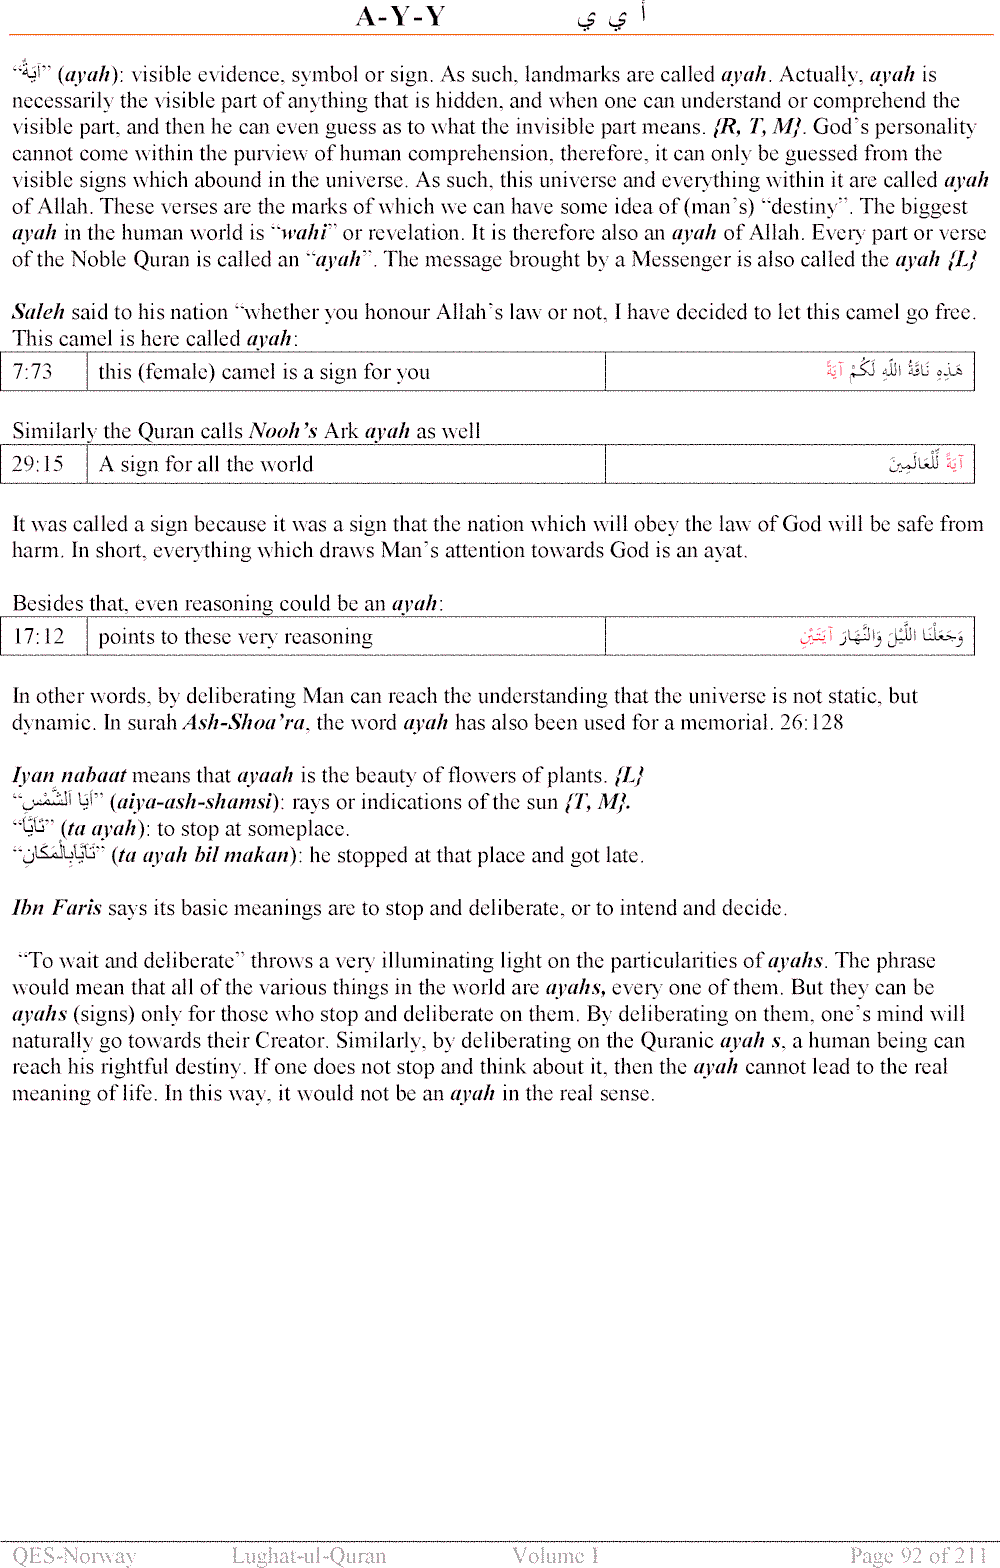 A-Y-Y أ ي ي
“آيَةٌ” (ayah): visible evidence, symbol or sign. As such, landmarks are called ayah. Actually, ayah is
necessarily the visible part of anything that is hidden, and when one can understand or comprehend the
visible part, and then he can even guess as to what the invisible part means. {R, T, M}. God’s personality
cannot come within the purview of human comprehension, therefore, it can only be guessed from the
visible signs which abound in the universe. As such, this universe and everything within it are called ayah
of Allah. These verses are the marks of which we can have some idea of (man’s) “destiny”. The biggest
ayah in the human world is “wahi” or revelation. It is therefore also an ayah of Allah. Every part or verse
of the Noble Quran is called an “ayah”. The message brought by a Messenger is also called the ayah {L}
Saleh said to his nation “whether you honour Allah’s law or not, I have decided to let this camel go free.
This camel is here called ayah:
7:73 this (female) camel is a sign for you هَذِهِ نَاقَةُ اللَّهِ لَكُمْ آيَةً
Similarly the Quran calls Nooh’s Ark ayah as well
29:15 A sign for all the world آيَةً لِّلْعَالَمِينَ
It was called a sign because it was a sign that the nation which will obey the law of God will be safe from
harm. In short, everything which draws Man’s attention towards God is an ayat.
Besides that, even reasoning could be an ayah:
17:12 points to these very reasoning وَجَعَلْنَا اللَّيْلَ وَالنَّهَارَ آيَتَيْنِ
In other words, by deliberating Man can reach the understanding that the universe is not static, but
dynamic. In surah Ash-Shoa’ra, the word ayah has also been used for a memorial. 26:128
Iyan nabaat means that ayaah is the beauty of flowers of plants. {L}
“اَيَا اَلشَّمْسِ” (aiya-ash-shamsi): rays or indications of the sun {T, M}.
“تَأَيَّا” (ta ayah): to stop at someplace.
“تَأَيَّابِالْمَكَانِ” (ta ayah bil makan): he stopped at that place and got late.
Ibn Faris says its basic meanings are to stop and deliberate, or to intend and decide.
“To wait and deliberate” throws a very illuminating light on the particularities of ayahs. The phrase
would mean that all of the various things in the world are ayahs, every one of them. But they can be
ayahs (signs) only for those who stop and deliberate on them. By deliberating on them, one’s mind will
naturally go towards their Creator. Similarly, by deliberating on the Quranic ayah s, a human being can
reach his rightful destiny. If one does not stop and think about it, then the ayah cannot lead to the real
meaning of life. In this way, it would not be an ayah in the real sense.
QES-Norway Lughat-ul-Quran Volume I Page 92 of 211